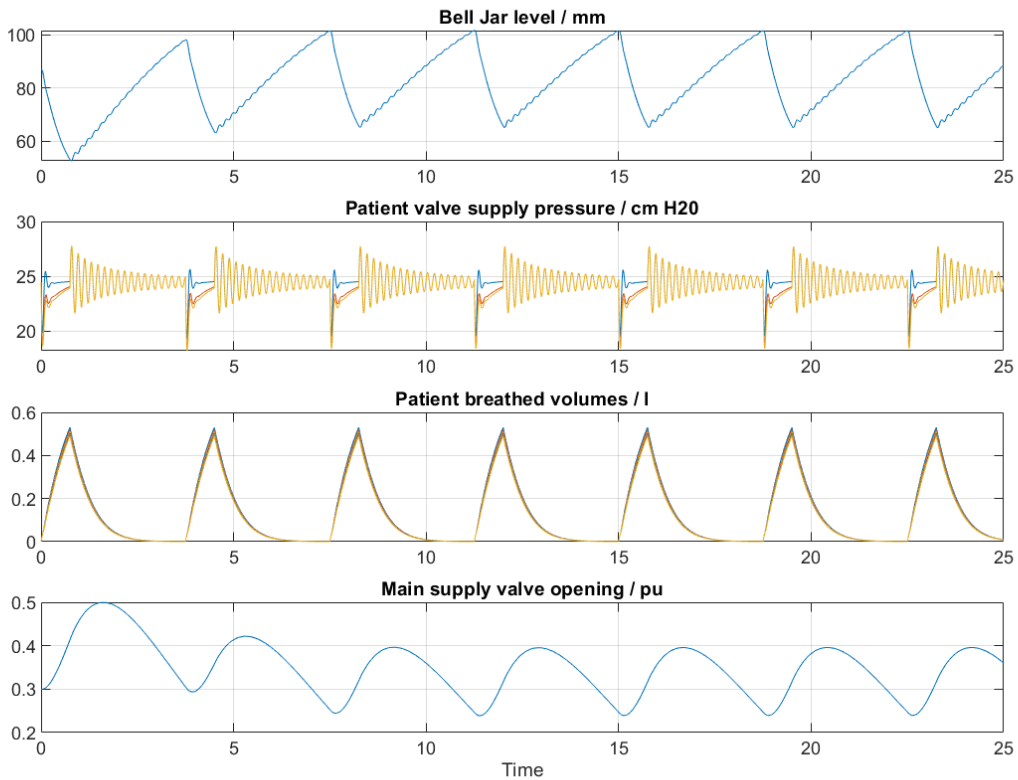 Bell Jar level / mm
100
80
60
0 5 10 15 20 25
Patient valve supply pressure / cm H20
30
25
20
0 5 10 15 20 25
Patient breathed volumes / l
0.6
0.4
0.2
0
0 5 10 15 20 25
Main supply valve opening / pu
0.5
0.4
0.3
0.2
0 5 10 15 20 25
Time